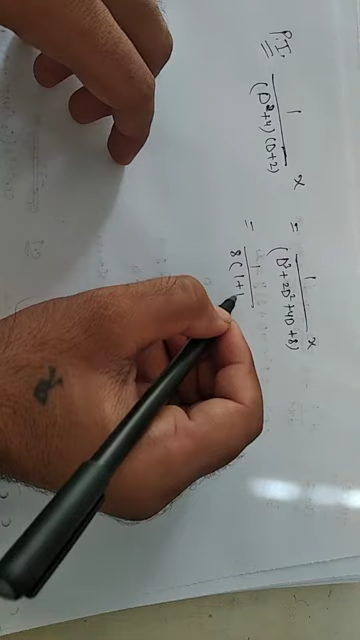 P.I. = 1/((D²+4)(D+2)) x
= 1/(D³+2D²+4D+8) x
= 1/8(1+